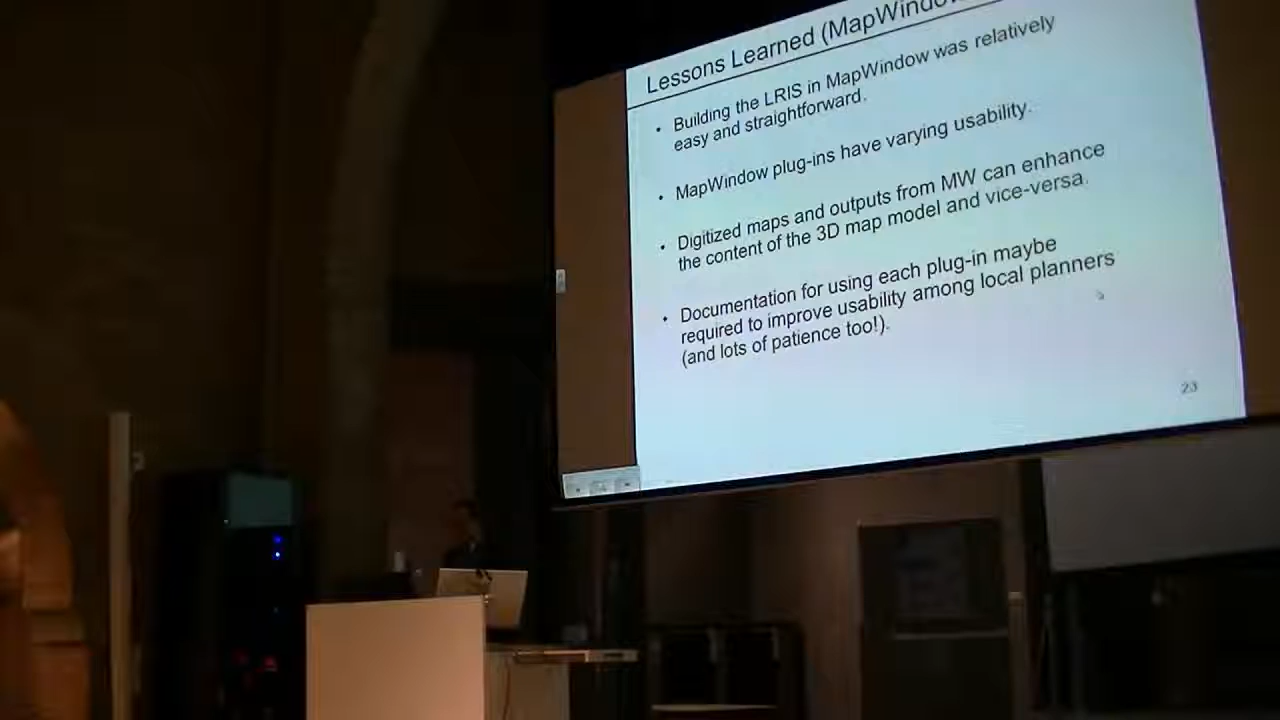 Lessons Learned (MapWindow
• Building the LRIS in MapWindow was relatively
easy and straightforward.
• MapWindow plug-ins have varying usability.
• Digitized maps and outputs from MW can enhance
the content of the 3D map model and vice-versa.
• Documentation for using each plug-in maybe
required to improve usability among local planners
(and lots of patience too!).
23